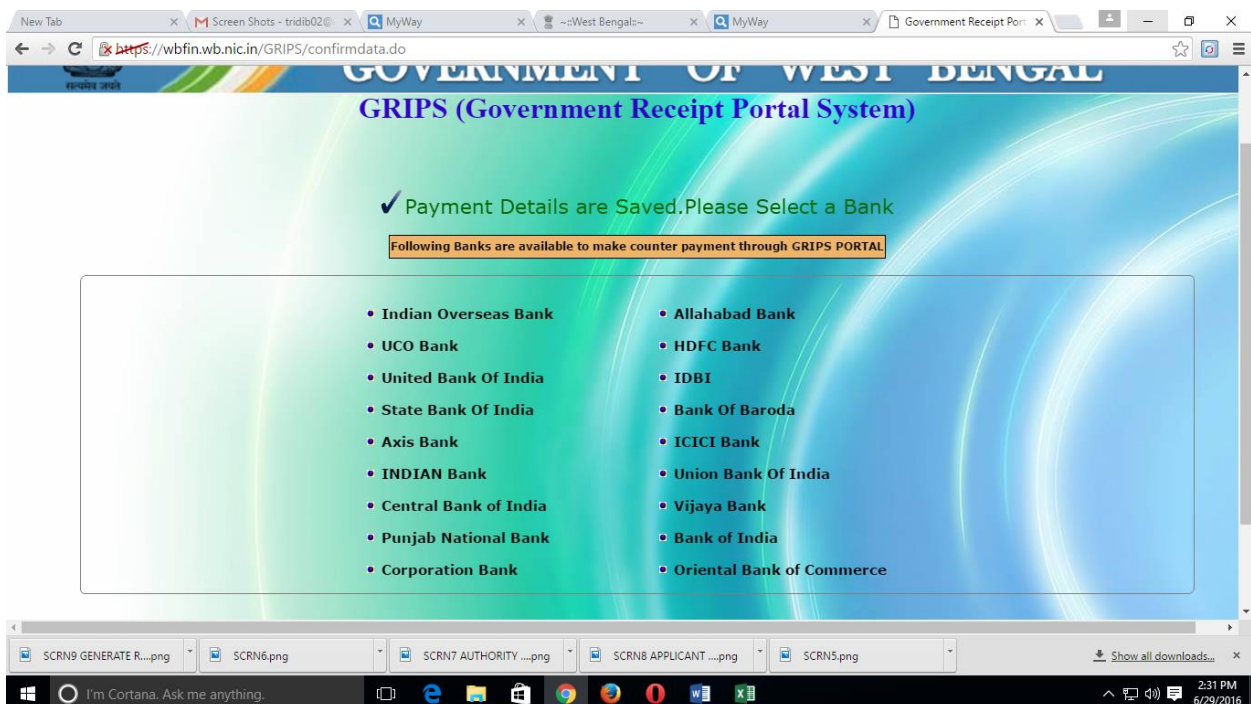 New Tab
Screen Shots - tridib02@
MyWay
~::West Bengal::~
MyWay
Government Receipt Port
https://wbfin.wb.nic.in/GRIPS/confirmdata.do
सत्यमेव जयते
GOVERNMENT OF WEST BENGAL
GRIPS (Government Receipt Portal System)
Payment Details are Saved.Please Select a Bank
Following Banks are available to make counter payment through GRIPS PORTAL
Indian Overseas Bank
Allahabad Bank
UCO Bank
HDFC Bank
United Bank Of India
IDBI
State Bank Of India
Bank Of Baroda
Axis Bank
ICICI Bank
INDIAN Bank
Union Bank Of India
Central Bank of India
Vijaya Bank
Punjab National Bank
Bank of India
Corporation Bank
Oriental Bank of Commerce
SCRN9 GENERATE R....png
SCRN6.png
SCRN7 AUTHORITY ....png
SCRN8 APPLICANT ....png
SCRN5.png
Show all downloads...
I'm Cortana. Ask me anything.
2:31 PM
6/29/2016